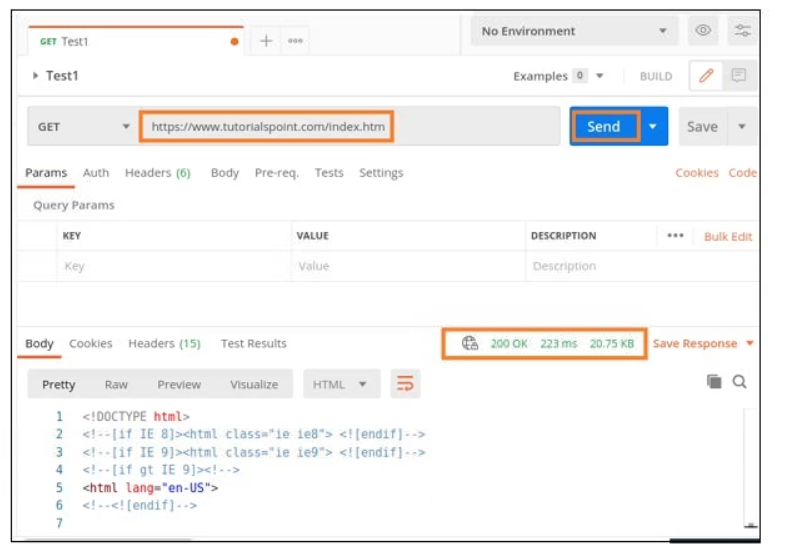 GET Test1 + ooo No Environment
Test1 Examples 0 BUILD
GET https://www.tutorialspoint.com/index.htm Send Save
Params Auth Headers (6) Body Pre-req. Tests Settings Cookies Code
Query Params
KEY VALUE DESCRIPTION ••• Bulk Edit
Key Value Description
Body Cookies Headers (15) Test Results 200 OK 223 ms 20.75 KB Save Response
Pretty Raw Preview Visualize HTML
1 <!DOCTYPE html>
2 <!--[if IE 8]><html class="ie ie8"> <![endif]-->
3 <!--[if IE 9]><html class="ie ie9"> <![endif]-->
4 <!--[if gt IE 9]><!-->
5 <html lang="en-US">
6 <!--<![endif]-->
7